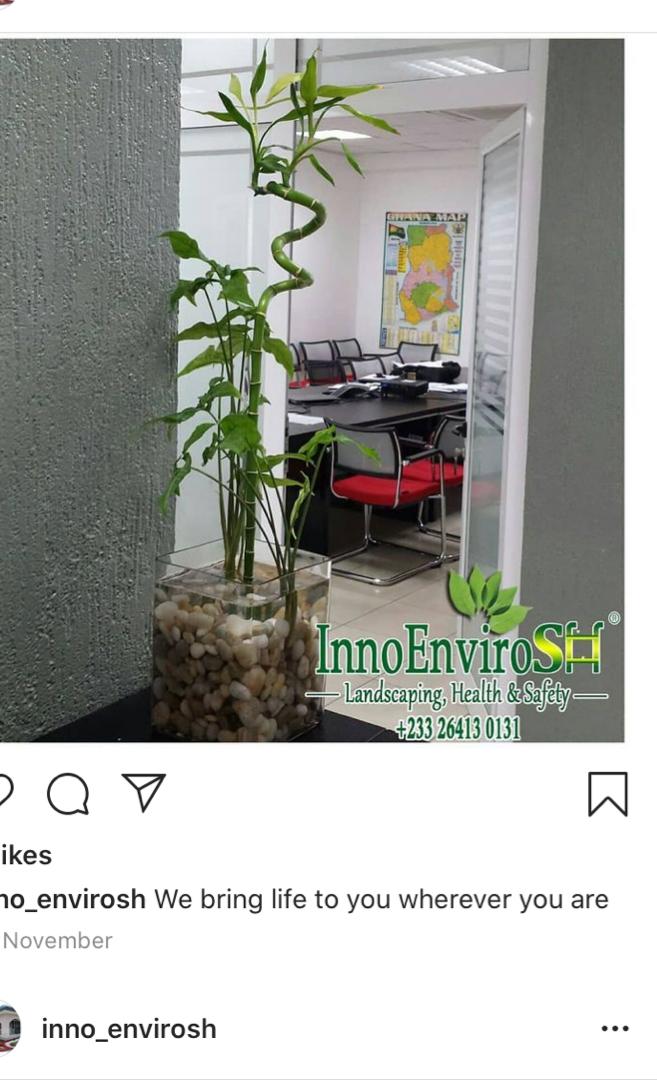 GHANA MAP
InnoEnviroSH®
Landscaping, Health & Safety
+233 26413 0131
ikes
no_envirosh We bring life to you wherever you are
November
inno_envirosh